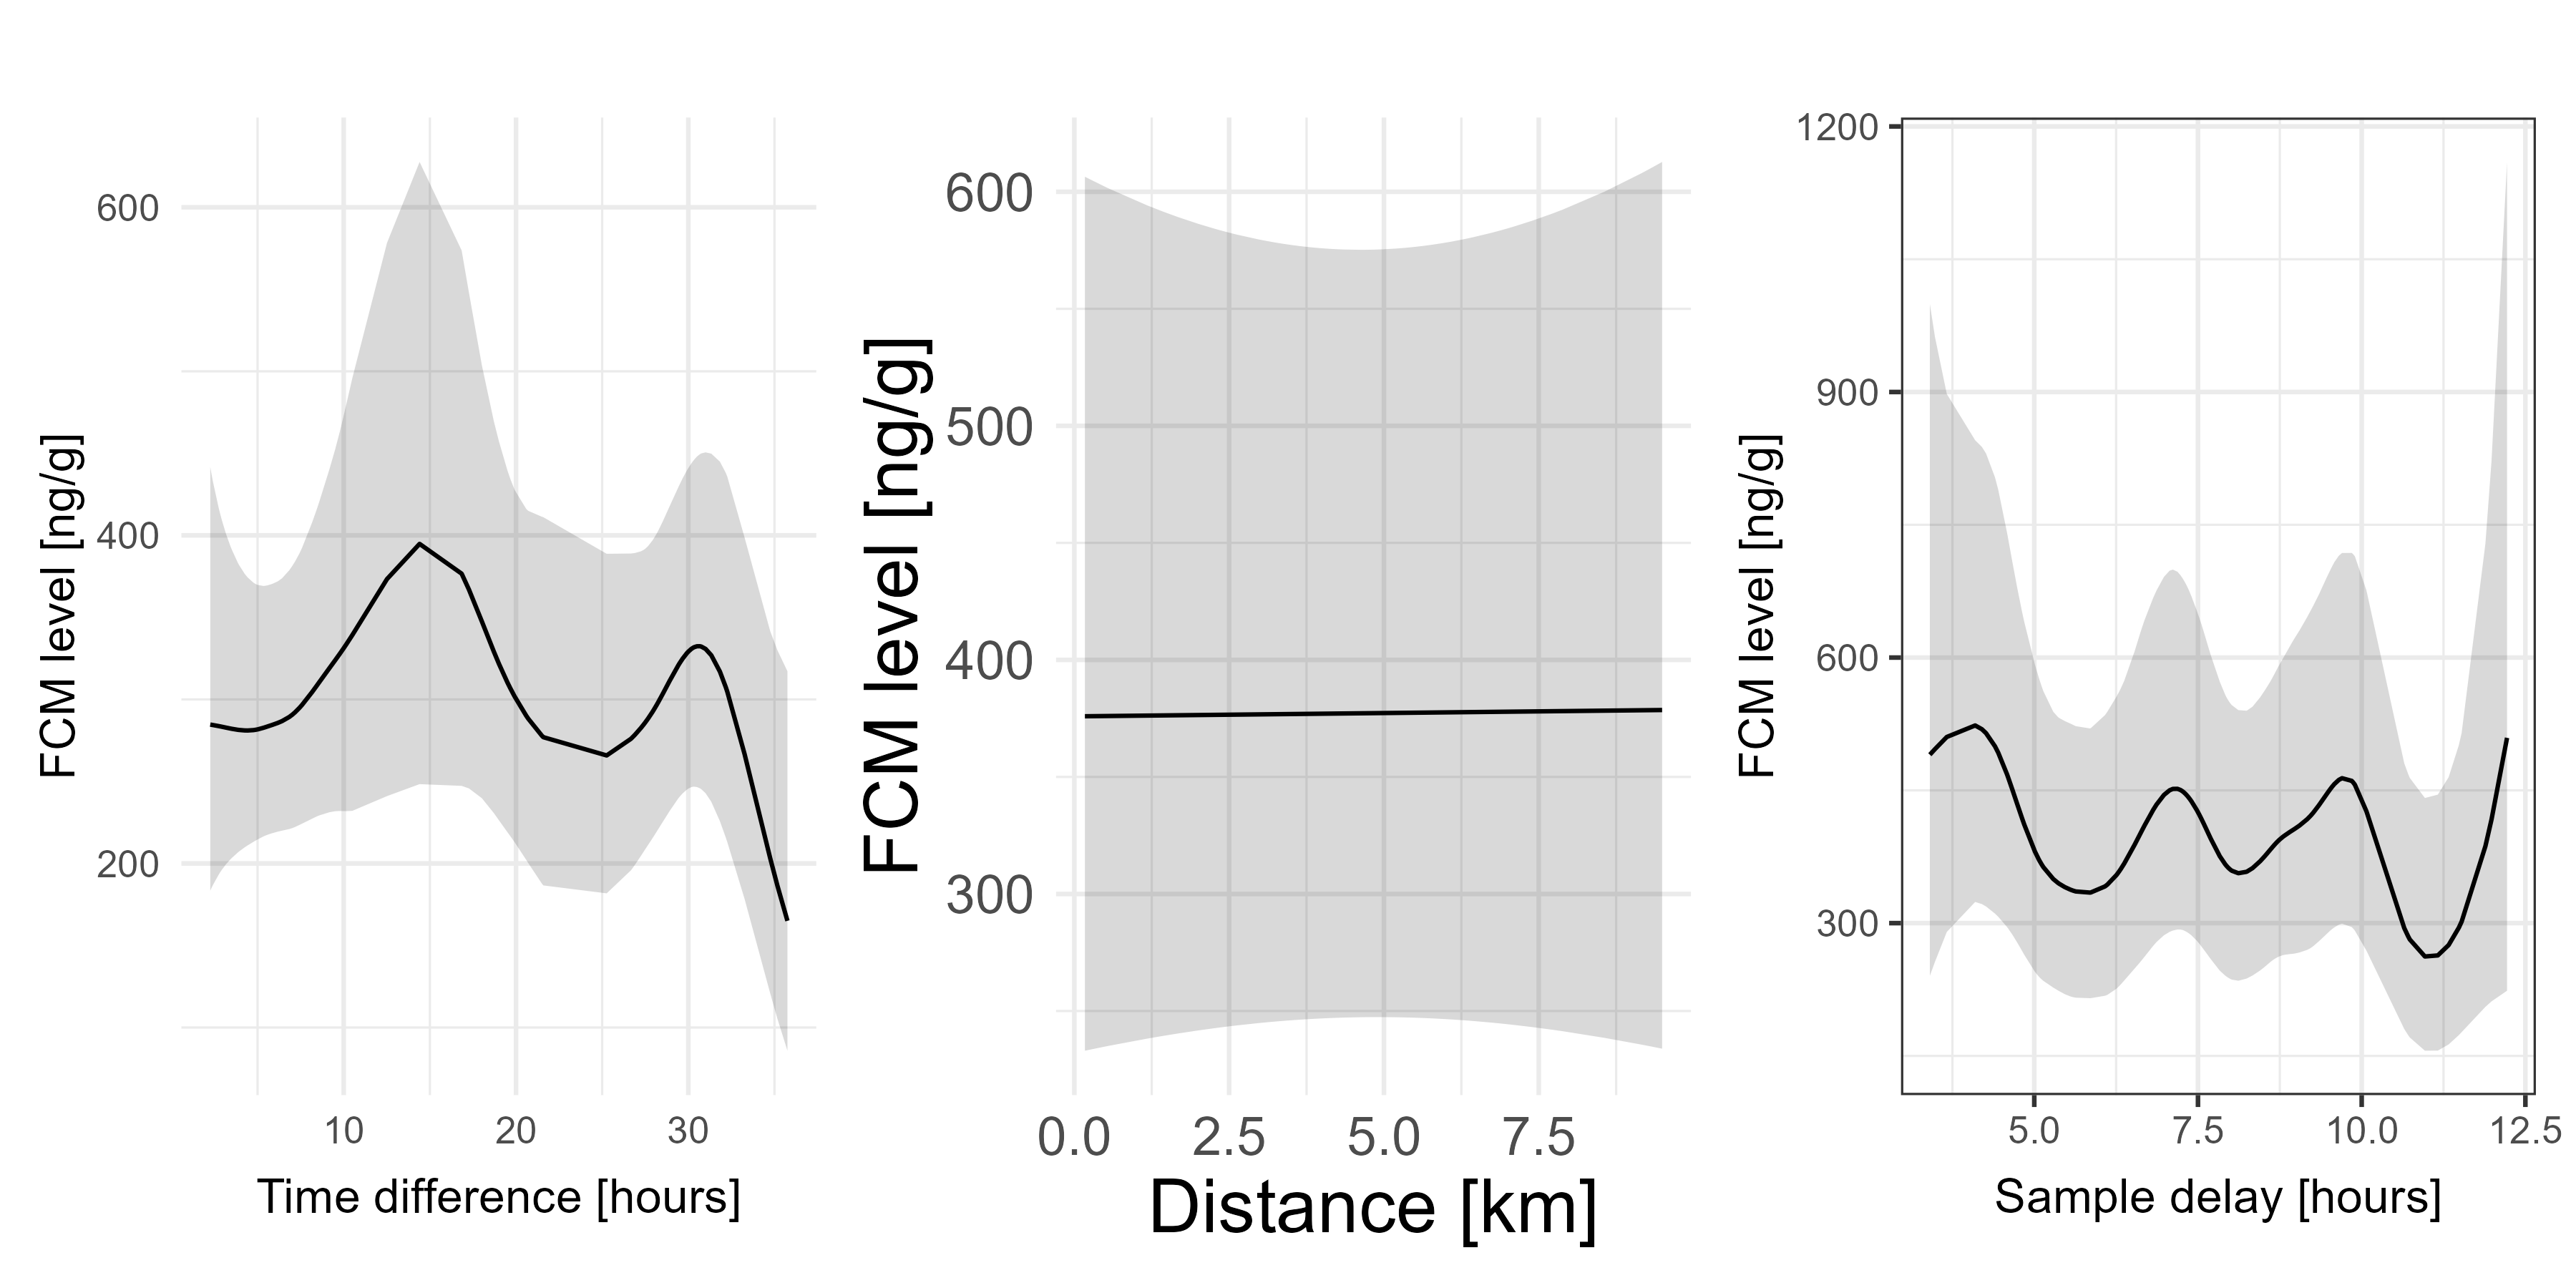 FCM level [ng/g]
600
400
200
10 20 30
Time difference [hours]
FCM level [ng/g]
600
500
400
300
0.0 2.5 5.0 7.5
Distance [km]
FCM level [ng/g]
1200
900
600
300
5.0 7.5 10.0 12.5
Sample delay [hours]